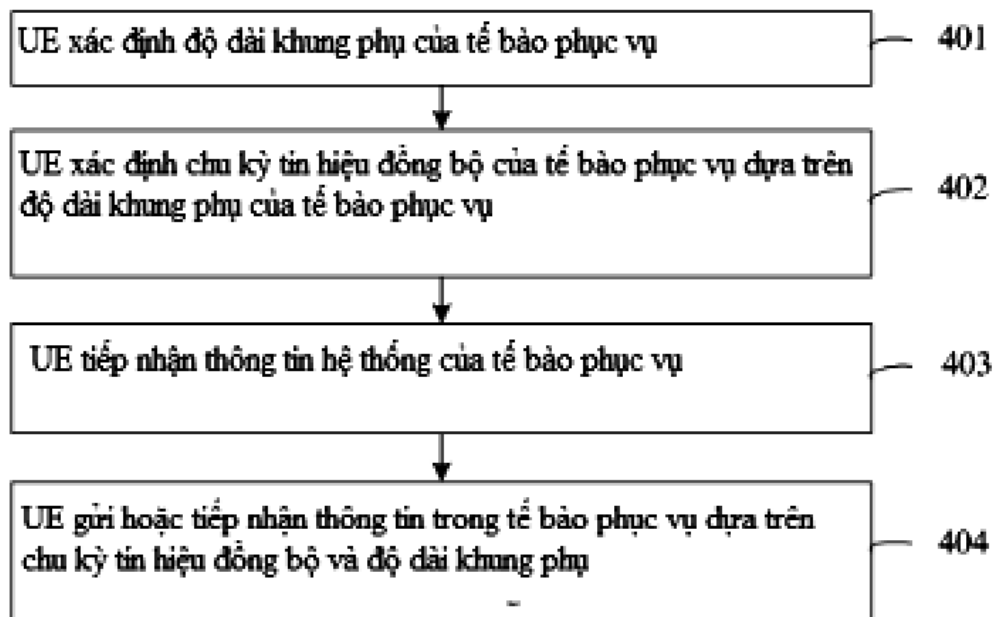 UE xác định độ dài khung phụ của tế bào phục vụ
401
UE xác định chu kỳ tín hiệu đồng bộ của tế bào phục vụ dựa trên
độ dài khung phụ của tế bào phục vụ
402
UE tiếp nhận thông tin hệ thống của tế bào phục vụ
403
UE gửi hoặc tiếp nhận thông tin trong tế bào phục vụ dựa trên
chu kỳ tín hiệu đồng bộ và độ dài khung phụ
404